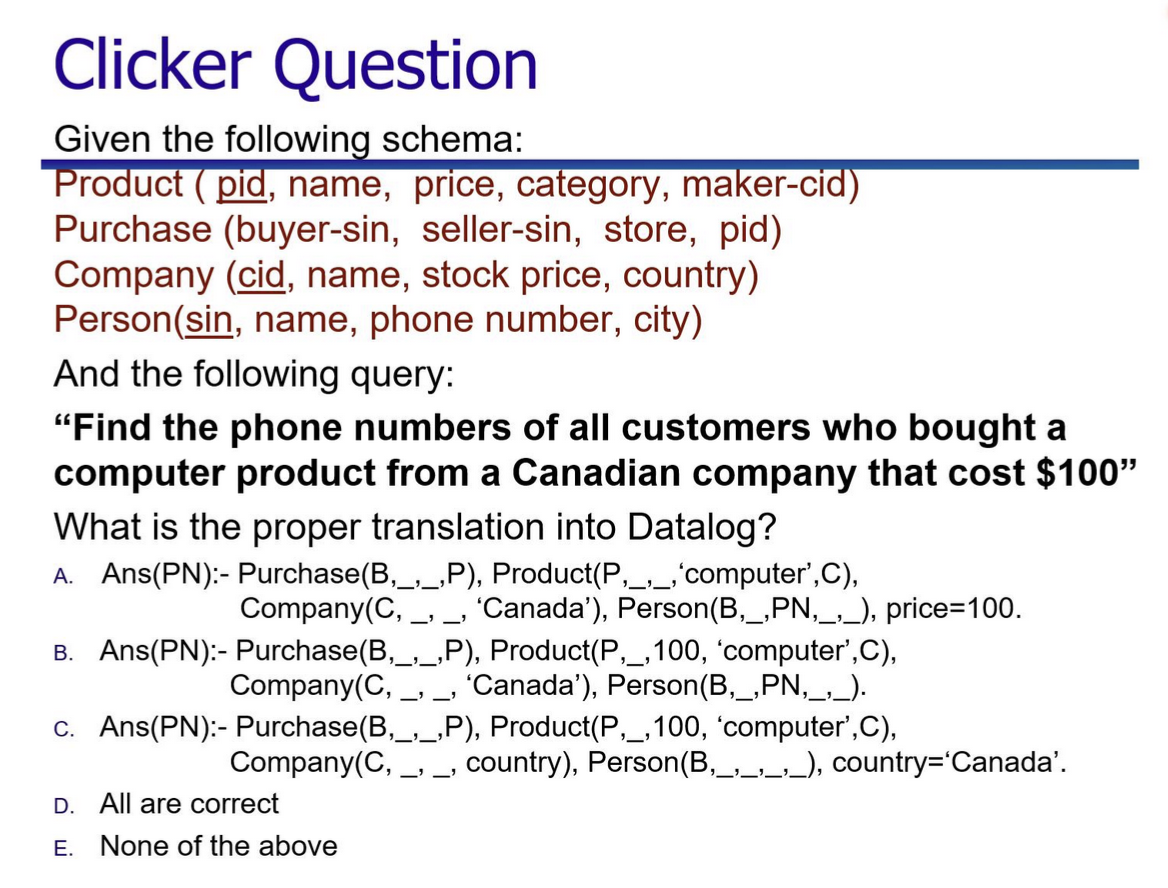 Clicker Question
Given the following schema:
Product ( pid, name,  price, category, maker-cid)
Purchase (buyer-sin,  seller-sin,  store,  pid)
Company (cid, name, stock price, country)
Person(sin, name, phone number, city)
And the following query:
“Find the phone numbers of all customers who bought a
computer product from a Canadian company that cost $100”
What is the proper translation into Datalog?
A. Ans(PN):- Purchase(B,_,_,P), Product(P,_,_,‘computer’,C),
Company(C, _, _, ‘Canada’), Person(B,_,PN,_,_), price=100.
B. Ans(PN):- Purchase(B,_,_,P), Product(P,_,100, ‘computer’,C),
Company(C, _, _, ‘Canada’), Person(B,_,PN,_,_).
C. Ans(PN):- Purchase(B,_,_,P), Product(P,_,100, ‘computer’,C),
Company(C, _, _, country), Person(B,_,_,_,_), country=‘Canada’.
D. All are correct
E. None of the above